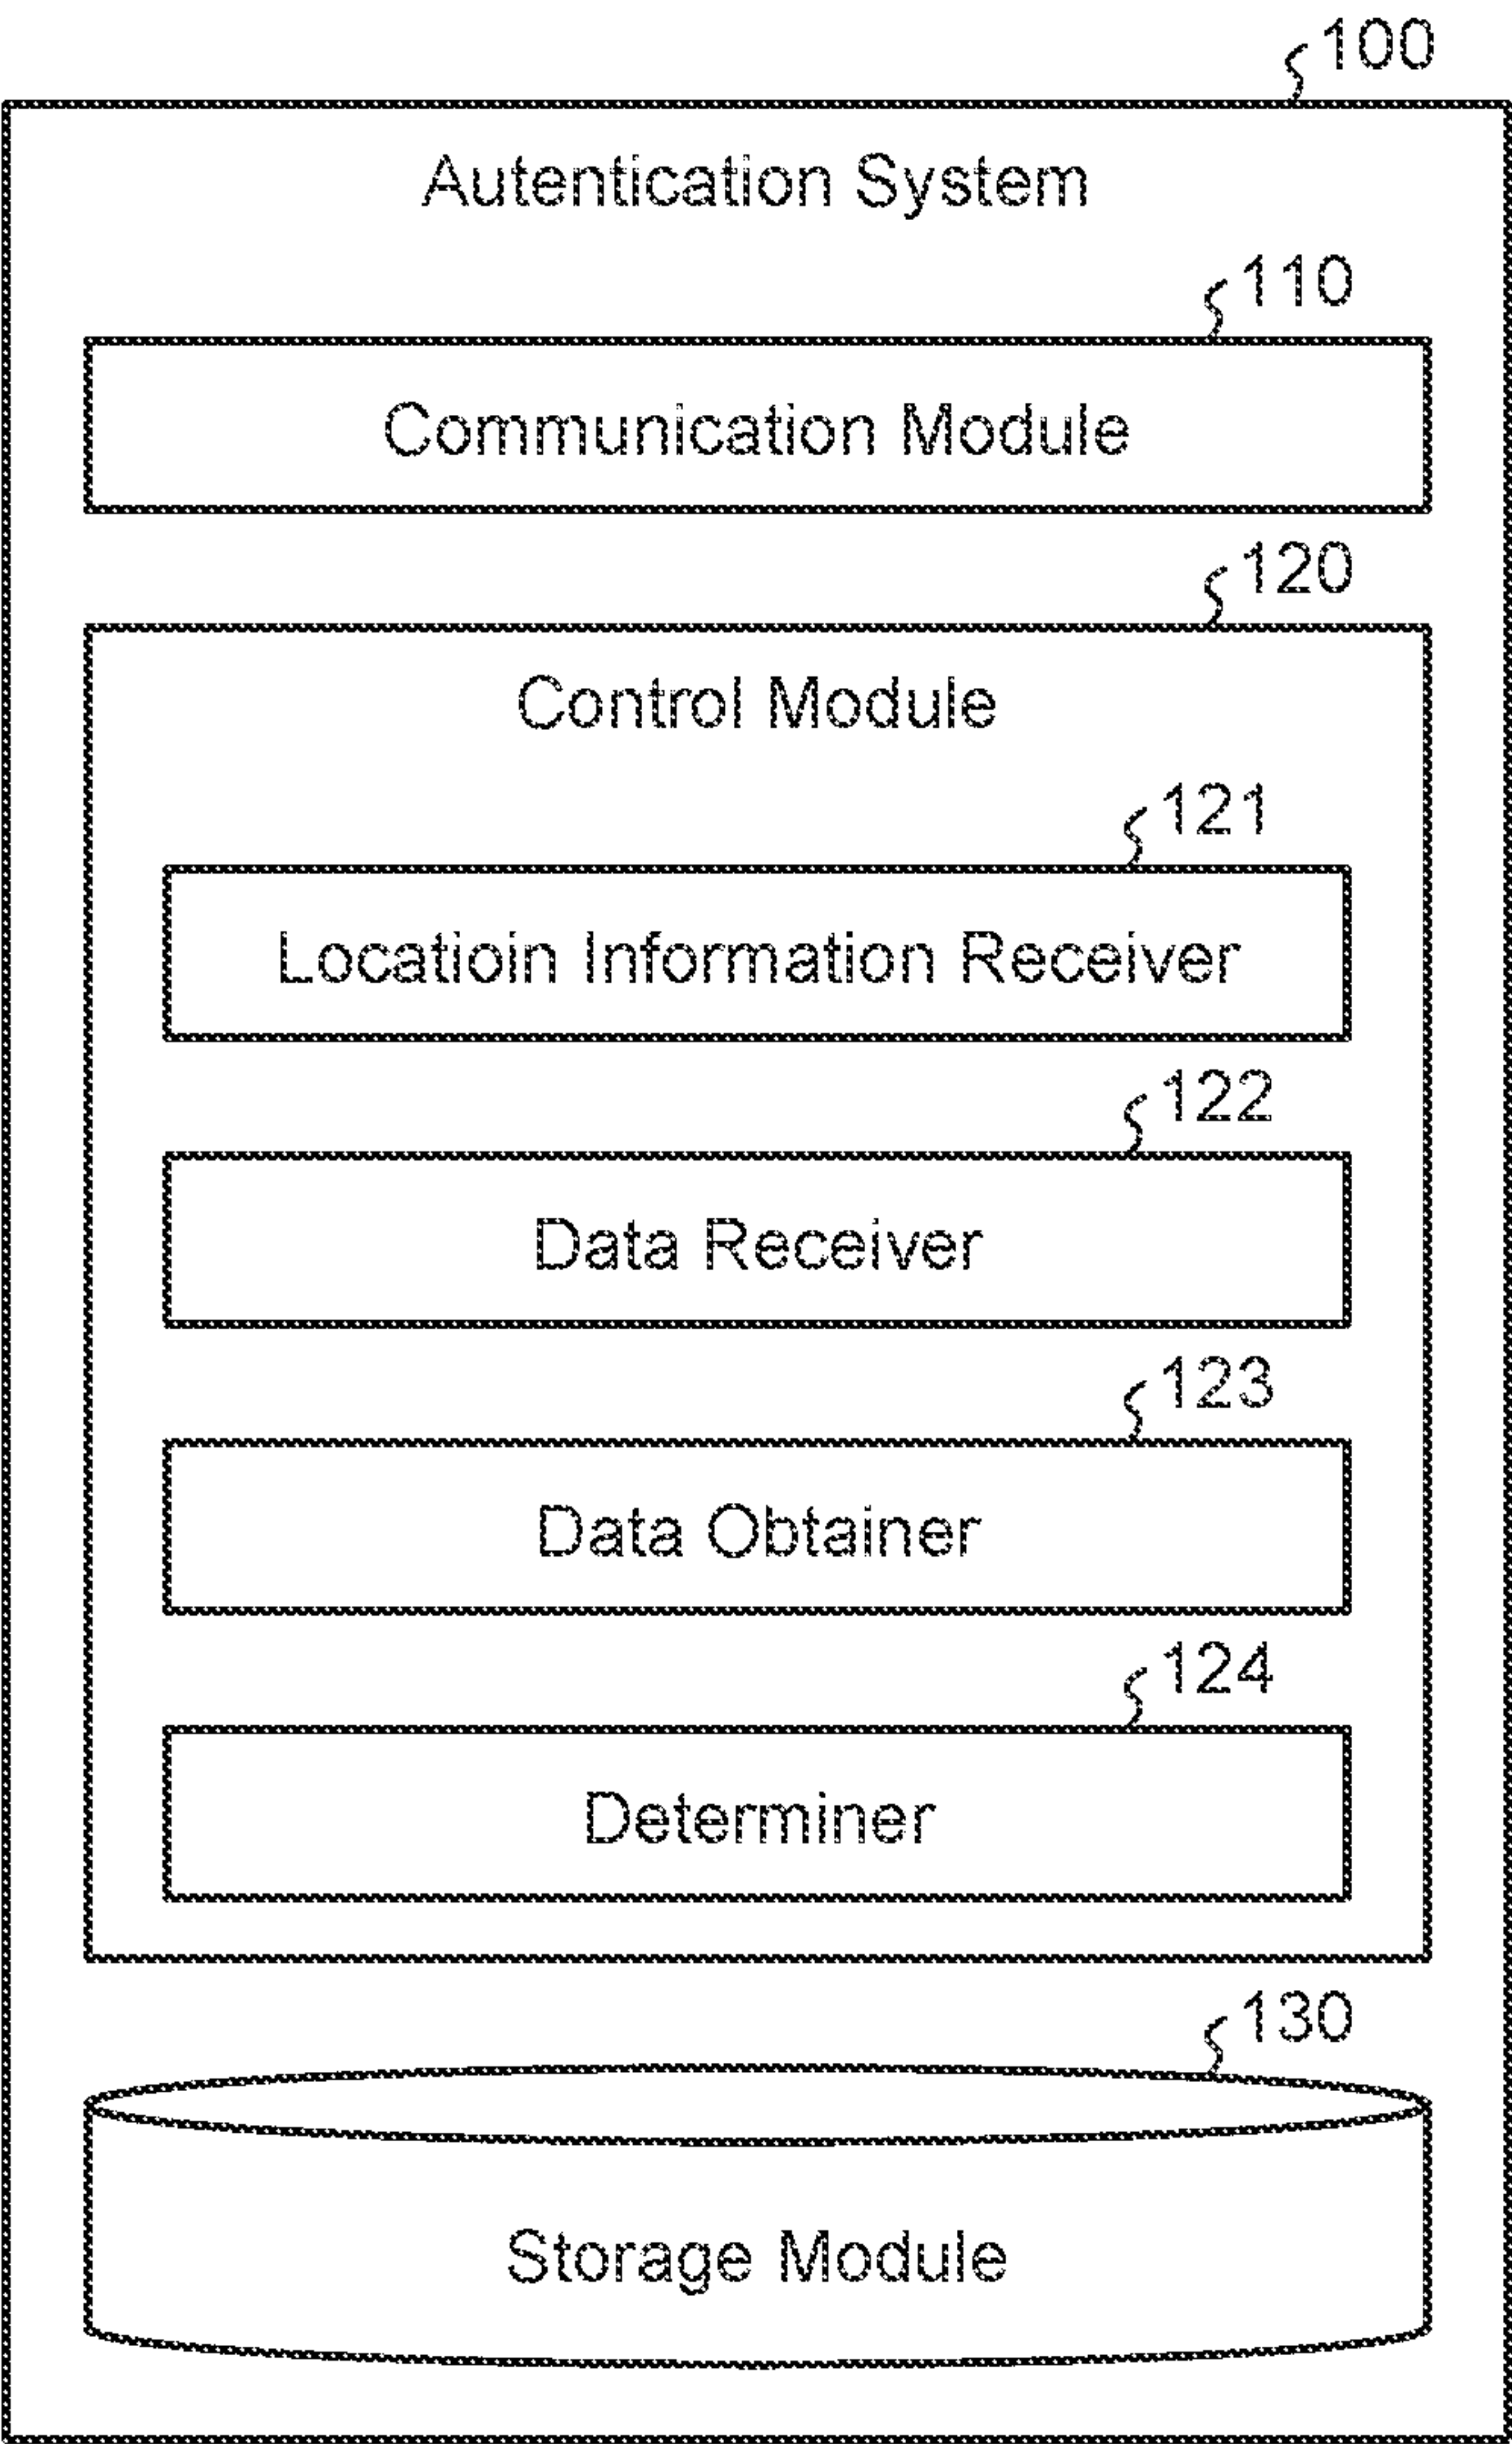 100
Autentication System
110
Communication Module
120
Control Module
121
Locatioin Information Receiver
122
Data Receiver
123
Data Obtainer
124
Determiner
130
Storage Module